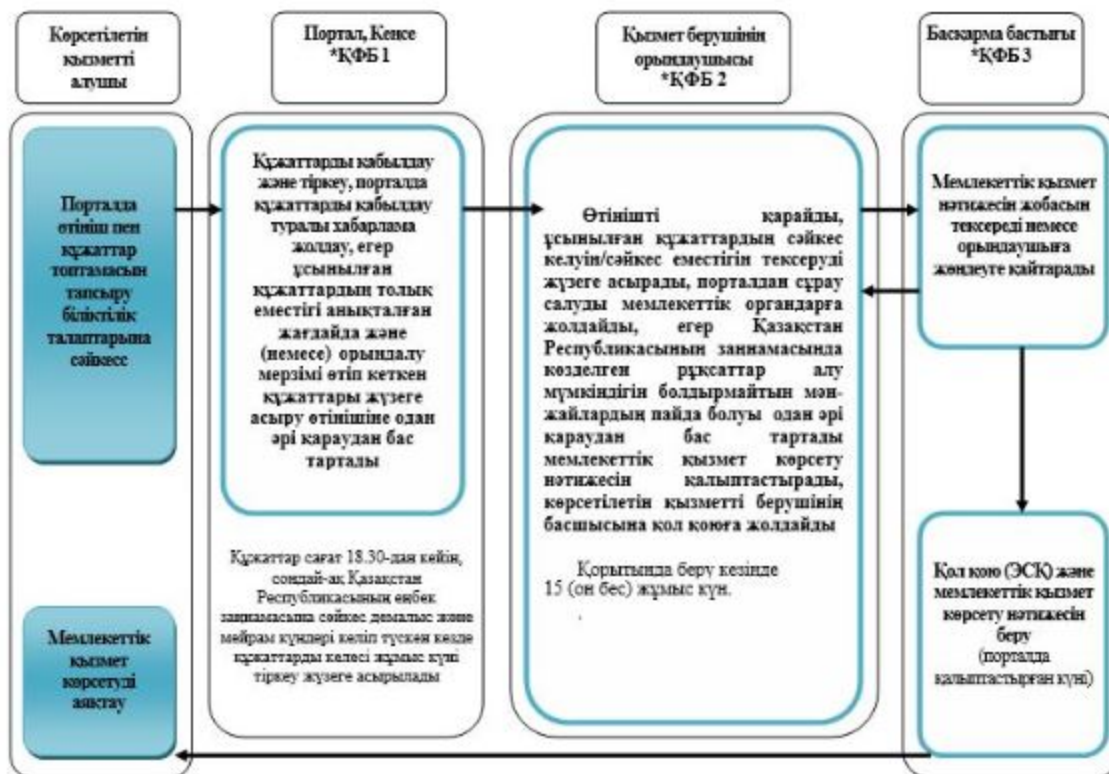 Көрсетілетін
қызметті
алушы
Портал, Кеңсе
*ҚФБ 1
Қызмет берушінің
орындаушысы
*ҚФБ 2
Басқарма бастығы
*ҚФБ 3
Порталда
өтініш пен
құжаттар
топтамасын
тапсыру
біліктілік
талаптарына
сәйкесс
Мемлекеттік
қызмет
көрсетуді
аяқтау
Құжаттарды қабылдау
және тіркеу, порталда
құжаттарды қабылдау
туралы хабарлама
жолдау, егер
ұсынылған
құжаттардың толық
еместігі анықталған
жағдайда және
(немесе) орындалу
мерзімі өтіп кеткен
құжаттары жүзеге
асыру өтінішіне одан
әрі қараудан бас
тартады
Құжаттар сағат 18.30-дан кейін,
сондай-ақ Қазақстан
Республикасының еңбек
заңнамасына сәйкес демалыс және
мейрам күндері келіп түскен кезде
құжаттарды келесі жұмыс күні
тіркеу жүзеге асырылады
Өтінішті қарайды,
ұсынылған құжаттардың сәйкес
келуін/сәйкес еместігін тексеруді
жүзеге асырады, порталдан сұрау
салуды мемлекеттік органдарға
жолдайды, егер Қазақстан
Республикасының заңнамасында
көзделген рұқсаттар алу
мүмкіндігін болдырмайтын мән-
жайлардың пайда болуы одан әрі
қараудан бас тартады
мемлекеттік қызмет көрсету
нәтижесін қалыптастырады,
көрсетілетін қызметті берушінің
басшысына қол қоюға жолдайды
Қорытында беру кезінде
15 (он бес) жұмыс күн.
.
Мемлекеттік қызмет
нәтижесін жобасын
тексереді немесе
орындаушыға
жөндеуге қайтарады
Қол қою (ЭСҚ) және
мемлекеттік қызмет
көрсету нәтижесін
беру
(порталда
қалыптастырған күні)